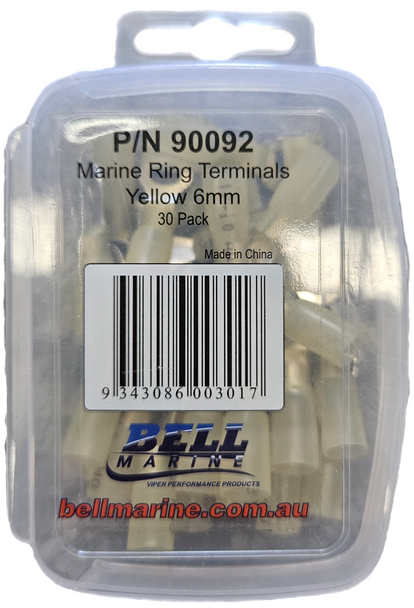 P/N 90092
Marine Ring Terminals
Yellow 6mm
30 Pack
Made in China
9 343086 003017
BELL
MARINE
VIPER PERFORMANCE PRODUCTS
bellmarine.com.au